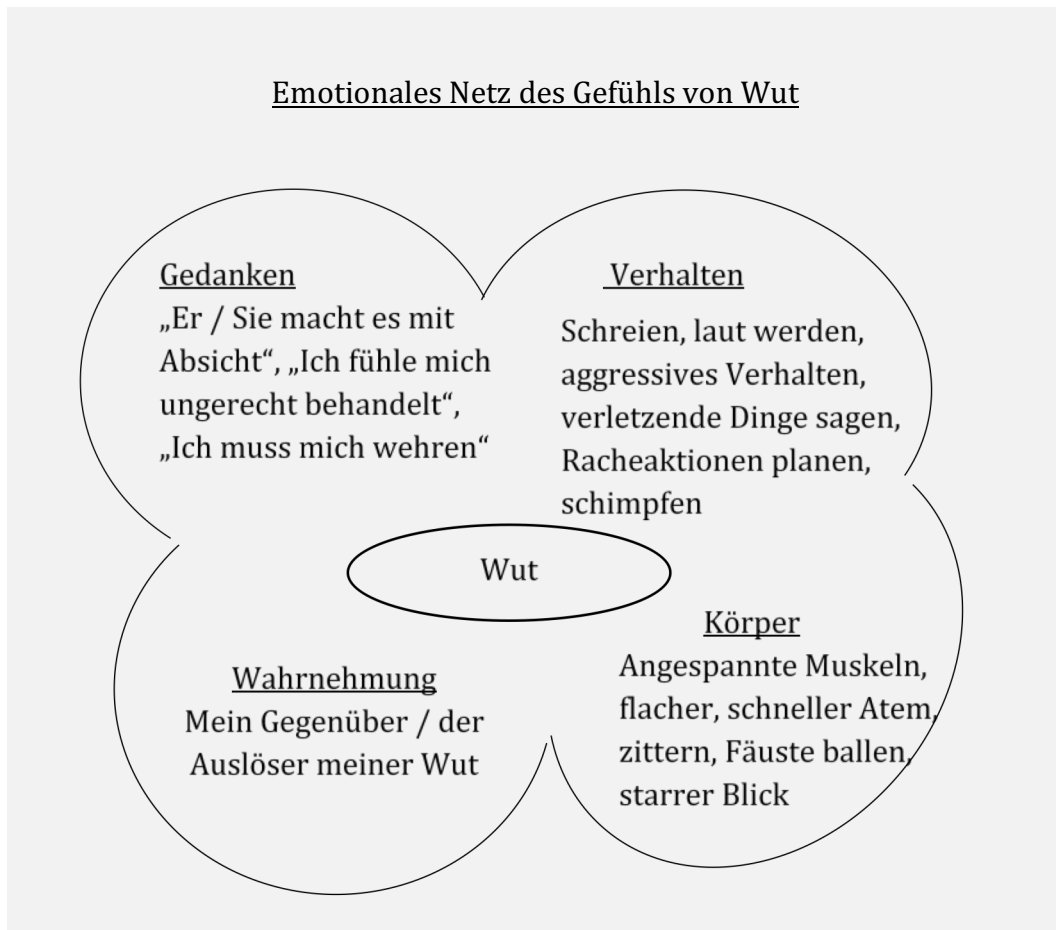 Emotionales Netz des Gefühls von Wut
Gedanken
„Er / Sie macht es mit
Absicht“, „Ich fühle mich
ungerecht behandelt“,
„Ich muss mich wehren“
Verhalten
Schreien, laut werden,
aggressives Verhalten,
verletzende Dinge sagen,
Racheaktionen planen,
schimpfen
Wut
Wahrnehmung
Mein Gegenüber / der
Auslöser meiner Wut
Körper
Angespannte Muskeln,
flacher, schneller Atem,
zittern, Fäuste ballen,
starrer Blick